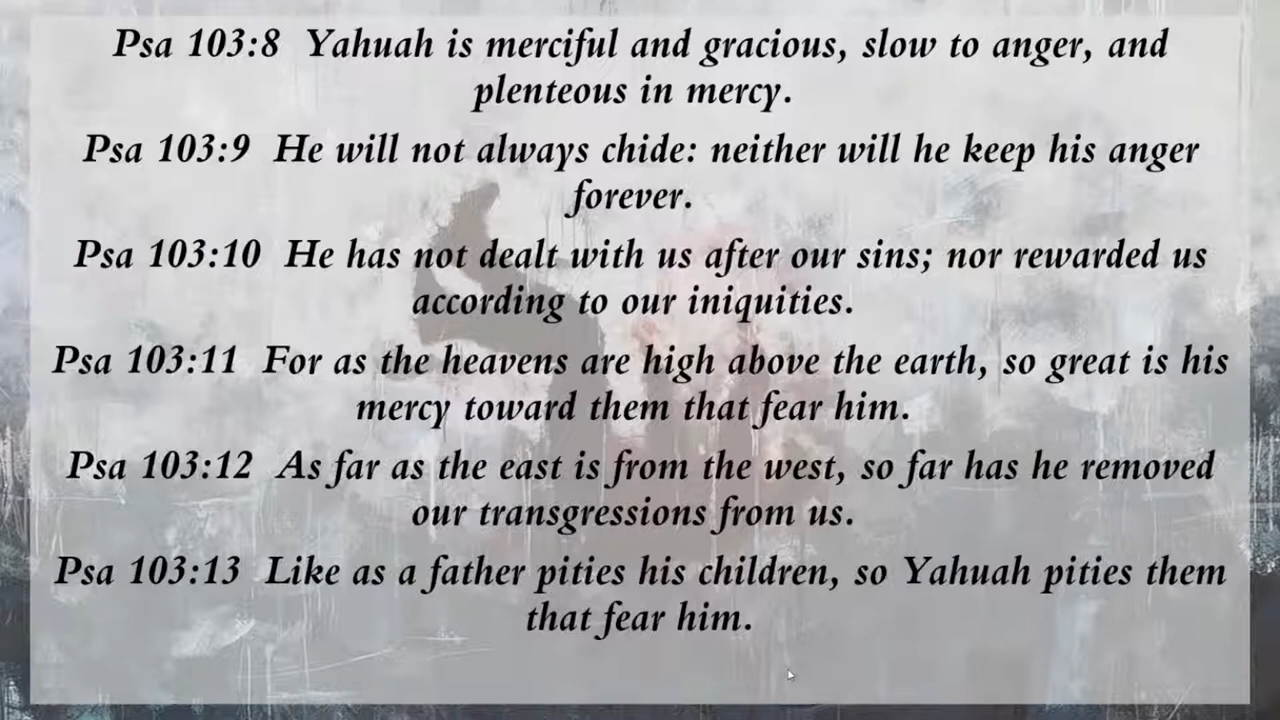 Psa 103:8 Yahuah is merciful and gracious, slow to anger, and
plenteous in mercy.
Psa 103:9 He will not always chide: neither will he keep his anger
forever.
Psa 103:10 He has not dealt with us after our sins; nor rewarded us
according to our iniquities.
Psa 103:11 For as the heavens are high above the earth, so great is his
mercy toward them that fear him.
Psa 103:12 As far as the east is from the west, so far has he removed
our transgressions from us.
Psa 103:13 Like as a father pities his children, so Yahuah pities them
that fear him.